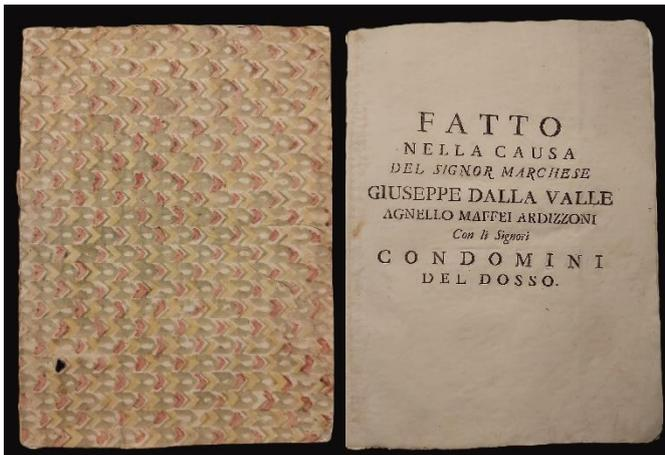 FATTO
NELLA CAUSA
DEL SIGNOR MARCHESE
GIUSEPPE DALLA VALLE
AGNELLO MAFFEI ARDIZZONI
Con li Signori
CONDOMINI
DEL DOSSO.